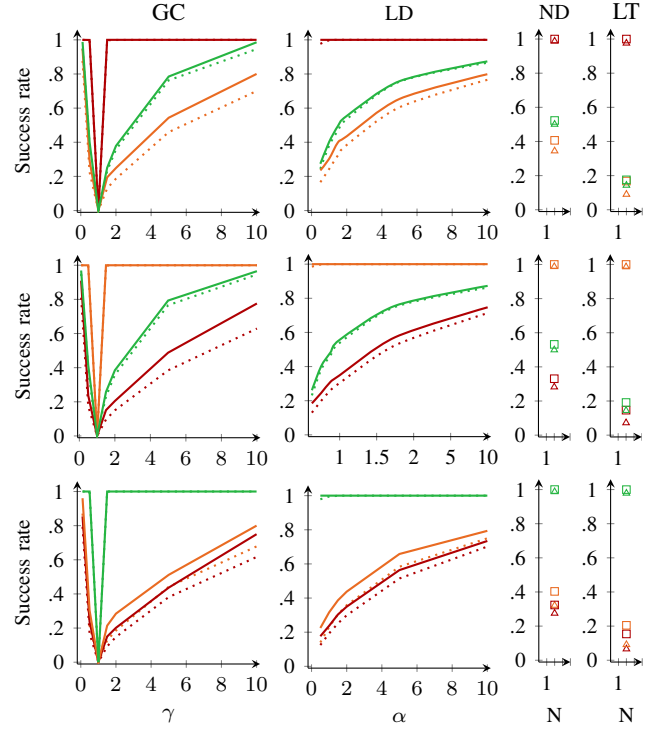 GC LD ND LT
Success rate
1 1 1 1
.8 .8 .8 .8
.6 .6 .6 .6
.4 .4 .4 .4
.2 .2 .2 .2
0 0 0 0
0 2 4 6 8 10 0 2 4 6 8 10 1 1
Success rate
1 1 1 1
.8 .8 .8 .8
.6 .6 .6 .6
.4 .4 .4 .4
.2 .2 .2 .2
0 0 0 0
0 2 4 6 8 10 1 1.5 2 5 10 1 1
Success rate
1 1 1 1
.8 .8 .8 .8
.6 .6 .6 .6
.4 .4 .4 .4
.2 .2 .2 .2
0 0 0 0
0 2 4 6 8 10 0 2 4 6 8 10 1 1
γ α N N